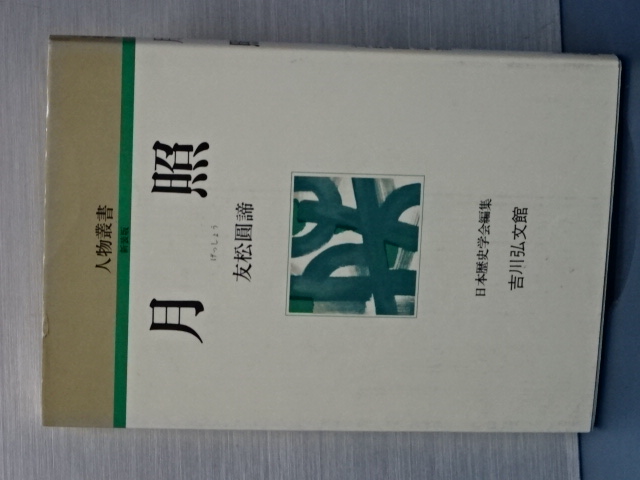 人物叢書
新装版
月照
げっしょう
友松圓諦
日本歴史学会編集
吉川弘文館